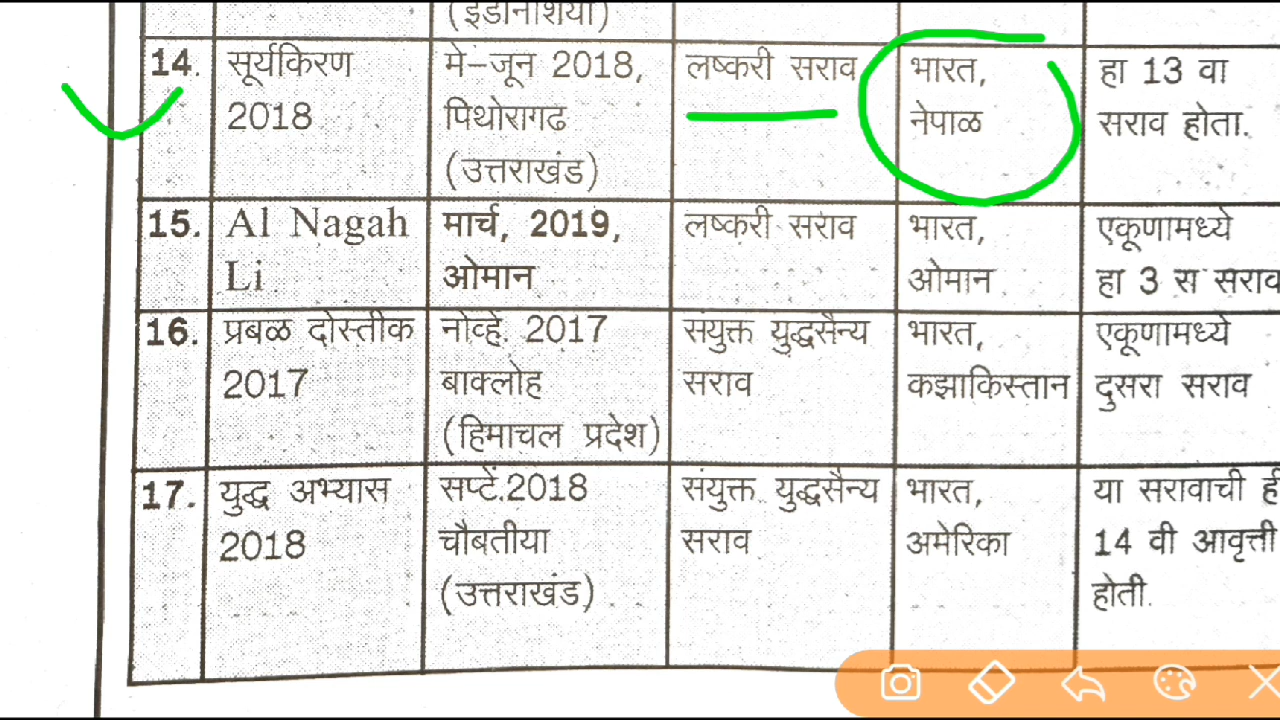 (इंडोनेशिया)
14. सूर्यकिरण 2018 मे–जून 2018, पिथोरागढ (उत्तराखंड) लष्करी सराव भारत, नेपाळ हा 13 वा सराव होता.
15. Al Nagah Li मार्च, 2019, ओमान लष्करी सराव भारत, ओमान एकूणामध्ये हा 3 स सराव
16. प्रबळ दोस्तीक 2017 नोव्हे. 2017 बाक्लोह (हिमाचल प्रदेश) संयुक्त युद्धसैन्य सराव भारत, कझाकिस्तान एकूणामध्ये दुसरा सराव
17. युद्ध अभ्यास 2018 सप्टें.2018 चौबतीया (उत्तराखंड) संयुक्त युद्धसैन्य सराव भारत, अमेरिका या सरावाची ही 14 वी आवृत्ती होती.